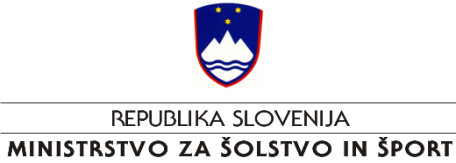 REPUBLIKA SLOVENIJA
MINISTRSTVO ZA ŠOLSTVO IN ŠPORT